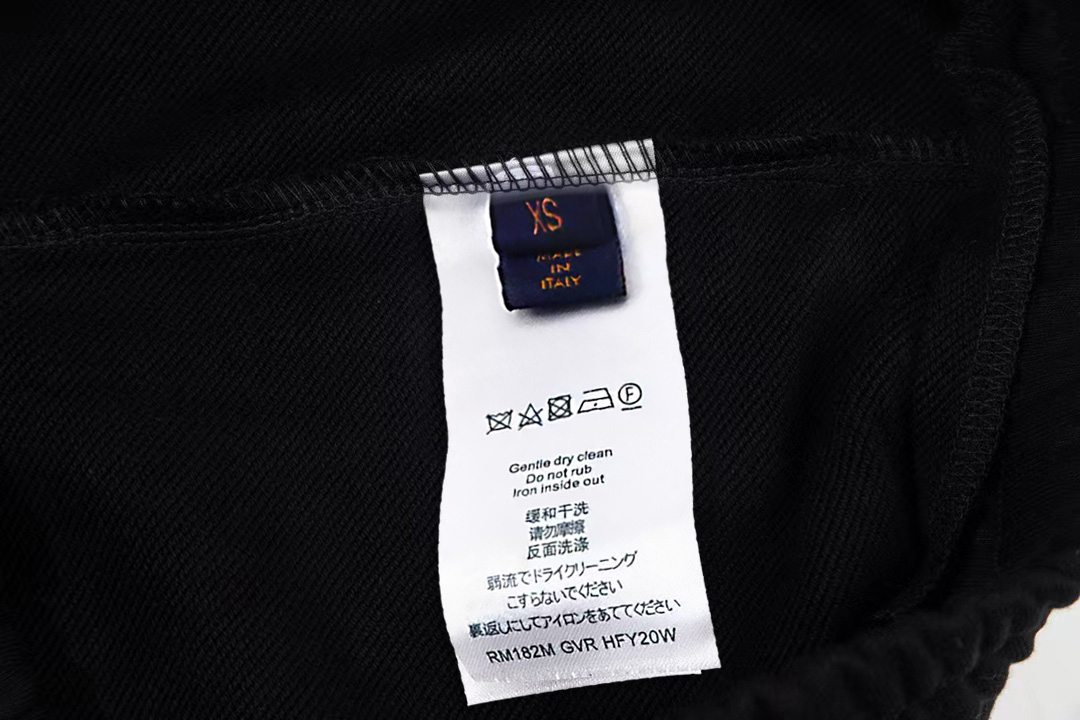 XS
MADE
IN
ITALY
F
Gentle dry clean
Do not rub
Iron inside out
缓和干洗
请勿摩擦
反面洗涤
弱流でドライクリーニング
こすらないでください
裏返しにしてアイロンをあててください
RM182M GVR HFY20W